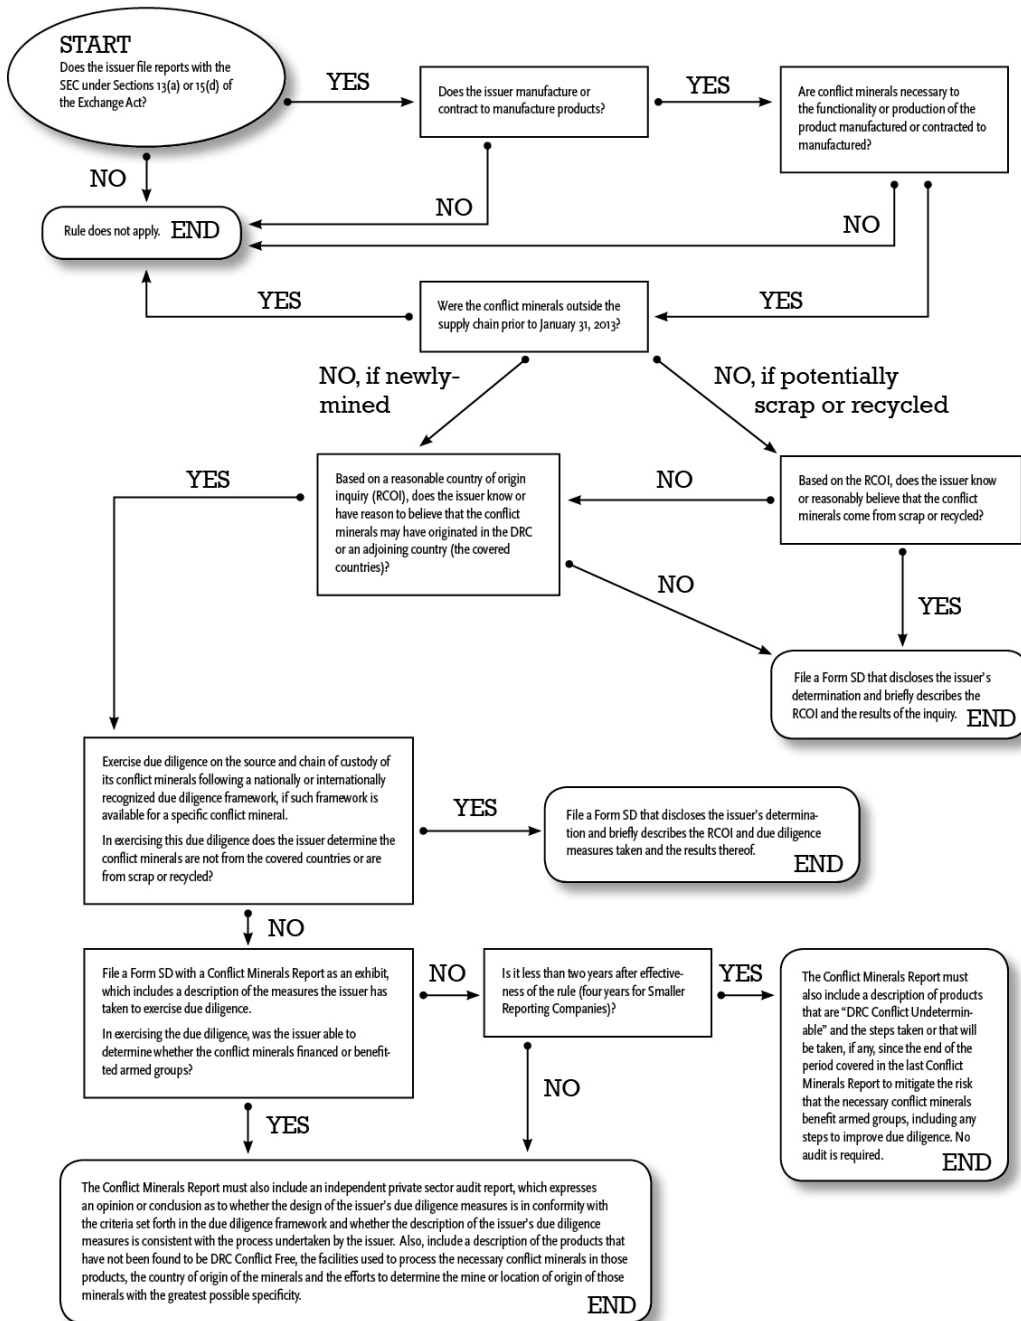 START
Does the issuer file reports with the
SEC under Sections 13(a) or 15(d) of
the Exchange Act?
YES
Does the issuer manufacture or
contract to manufacture products?
YES
Are conflict minerals necessary to
the functionality or production of the
product manufactured or contracted to
manufactured?
NO
NO
NO
Rule does not apply. END
YES
Were the conflict minerals outside the
supply chain prior to January 31, 2013?
YES
NO, if newly-
mined
NO, if potentially
scrap or recycled
YES
Based on a reasonable country of origin
inquiry (RCOI), does the issuer know or
have reason to believe that the conflict
minerals may have originated in the DRC
or an adjoining country (the covered
countries)?
NO
Based on the RCOI, does the issuer know
or reasonably believe that the conflict
minerals come from scrap or recycled?
NO
YES
File a Form SD that discloses the issuer's
determination and briefly describes the
RCOI and the results of the inquiry. END
Exercise due diligence on the source and chain of custody of
its conflict minerals following a nationally or internationally
recognized due diligence framework, if such framework is
available for a specific conflict mineral.
In exercising this due diligence does the issuer determine the
conflict minerals are not from the covered countries or are
from scrap or recycled?
YES
File a Form SD that discloses the issuer's determina-
tion and briefly describes the RCOI and due diligence
measures taken and the results thereof.
END
NO
File a Form SD with a Conflict Minerals Report as an exhibit,
which includes a description of the measures the issuer has
taken to exercise due diligence.
In exercising the due diligence, was the issuer able to
determine whether the conflict minerals financed or benefit-
ted armed groups?
NO
Is it less than two years after effective-
ness of the rule (four years for Smaller
Reporting Companies)?
YES
The Conflict Minerals Report must
also include a description of products
that are “DRC Conflict Undetermin-
able” and the steps taken or that will
be taken, if any, since the end of the
period covered in the last Conflict
Minerals Report to mitigate the risk
that the necessary conflict minerals
benefit armed groups, including any
steps to improve due diligence. No
audit is required.
END
YES
NO
The Conflict Minerals Report must also include an independent private sector audit report, which expresses
an opinion or conclusion as to whether the design of the issuer's due diligence measures is in conformity with
the criteria set forth in the due diligence framework and whether the description of the issuer's due diligence
measures is consistent with the process undertaken by the issuer. Also, include a description of the products that
have not been found to be DRC Conflict Free, the facilities used to process the necessary conflict minerals in those
products, the country of origin of the minerals and the efforts to determine the mine or location of origin of those
minerals with the greatest possible specificity.
END